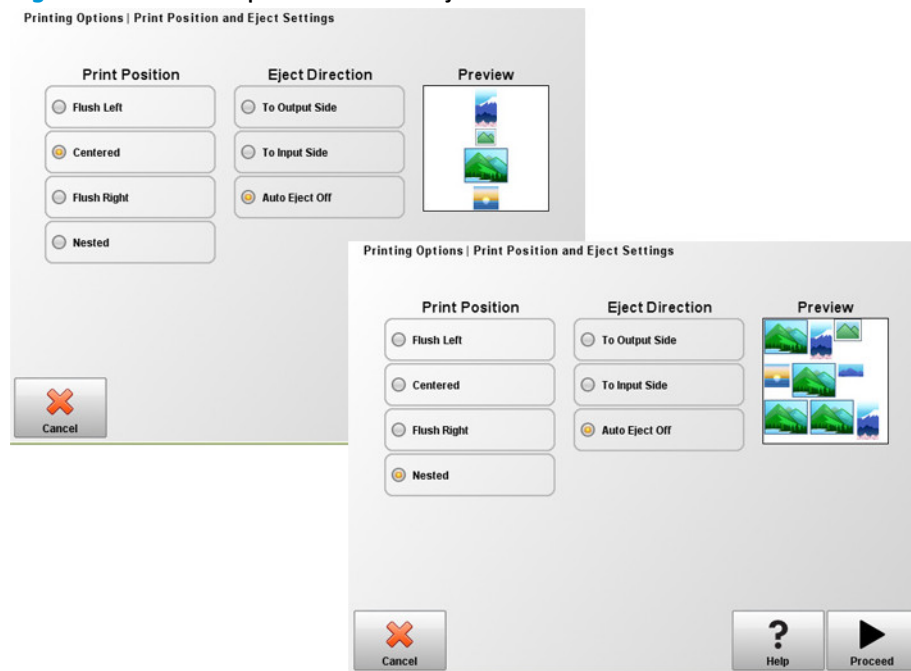 Printing Options | Print Position and Eject Settings
Print Position
Eject Direction
Preview
Flush Left
To Output Side
Centered
To Input Side
Flush Right
Auto Eject Off
Nested
Cancel
Printing Options | Print Position and Eject Settings
Print Position
Eject Direction
Preview
Flush Left
To Output Side
Centered
To Input Side
Flush Right
Auto Eject Off
Nested
Cancel
Help
Proceed